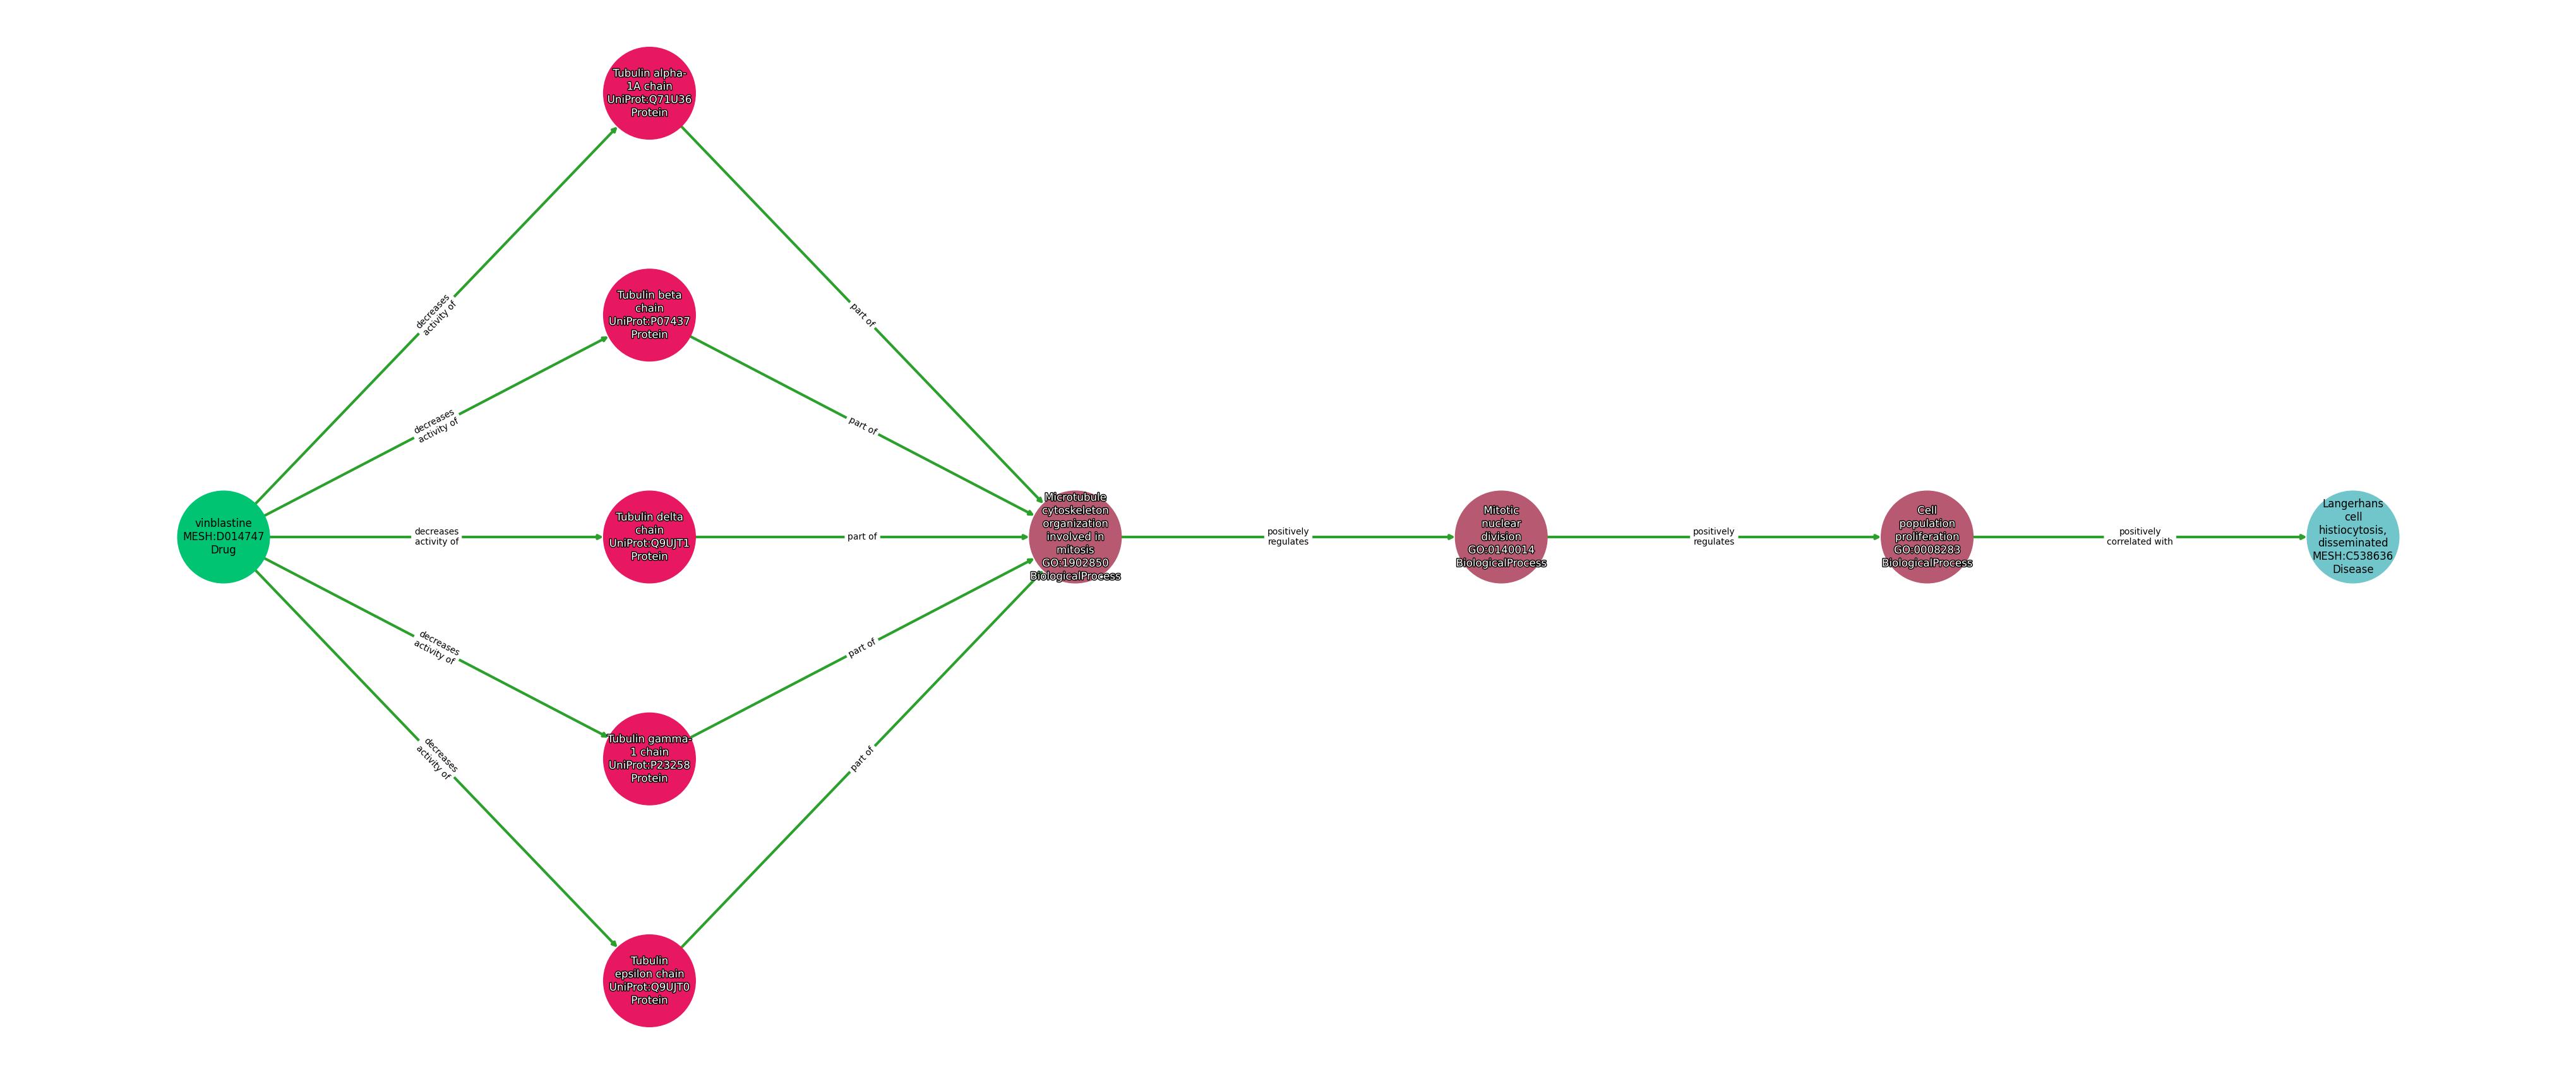 Tubulin alpha-
1A chain
UniProt:Q71U36
Protein
decreases
activity of
part of
Tubulin beta
chain
UniProt:P07437
Protein
decreases
activity of
part of
vinblastine
MESH:D014747
Drug
decreases
activity of
Tubulin delta
chain
UniProt:Q9UJT1
Protein
part of
Microtubule
cytoskeleton
organization
involved in
mitosis
GO:1902850
BiologicalProcess
positively
regulates
Mitotic
nuclear
division
GO:0140014
BiologicalProcess
positively
regulates
Cell
population
proliferation
GO:0008283
BiologicalProcess
positively
correlated with
Langerhans
cell
histiocytosis,
disseminated
MESH:C538636
Disease
decreases
activity of
part of
Tubulin gamma-
1 chain
UniProt:P23258
Protein
decreases
activity of
part of
Tubulin
epsilon chain
UniProt:Q9UJT0
Protein